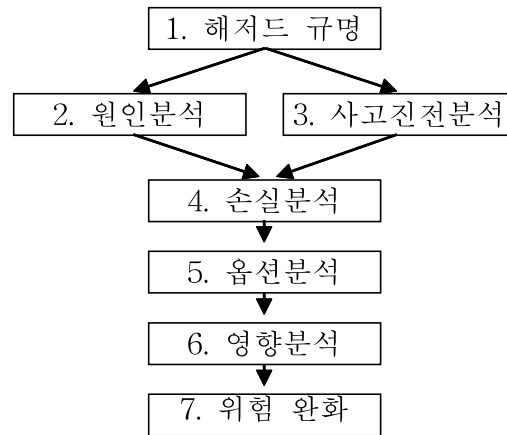 1. 해저드 규명
2. 원인분석
3. 사고진전분석
4. 손실분석
5. 옵션분석
6. 영향분석
7. 위험 완화